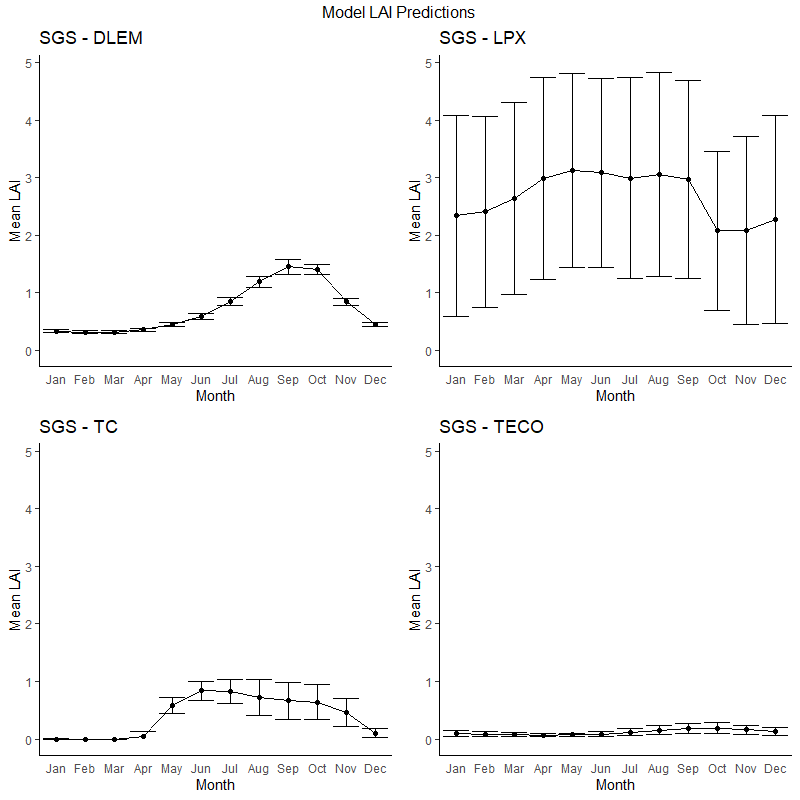 Model LAI Predictions
SGS - DLEM
SGS - LPX
5
4
3
2
1
0
Mean LAI
Jan Feb Mar Apr May Jun Jul Aug Sep Oct Nov Dec
Month
5
4
3
2
1
0
Mean LAI
Jan Feb Mar Apr May Jun Jul Aug Sep Oct Nov Dec
Month
SGS - TC
SGS - TECO
5
4
3
2
1
0
Mean LAI
Jan Feb Mar Apr May Jun Jul Aug Sep Oct Nov Dec
Month
5
4
3
2
1
0
Mean LAI
Jan Feb Mar Apr May Jun Jul Aug Sep Oct Nov Dec
Month